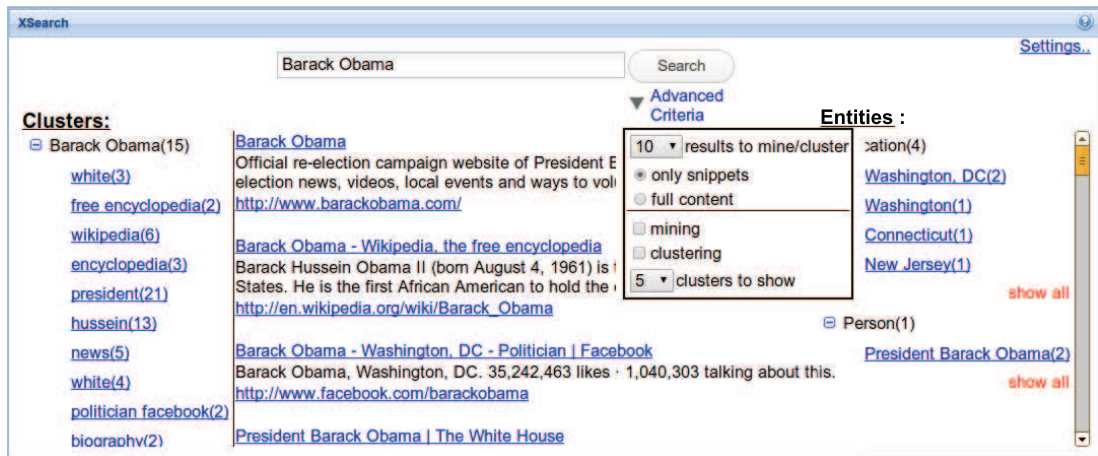 XSearch
Settings..
Barack Obama
Search
Advanced
Criteria
Clusters:
Barack Obama(15)
white(3)
free encyclopedia(2)
wikipedia(6)
encyclopedia(3)
president(21)
hussein(13)
news(5)
white(4)
politician facebook(2)
biography(2)
Barack Obama
Official re-election campaign website of President
election news, videos, local events and ways to
http://www.barackobama.com/
Barack Obama - Wikipedia, the free encyclopedia
Barack Hussein Obama II (born August 4, 1961) is
States. He is the first African American to hold the
http://en.wikipedia.org/wiki/Barack_Obama
Barack Obama - Washington, DC - Politician | Facebook
Barack Obama, Washington, DC. 35,242,463 likes · 1,040,303 talking about this.
http://www.facebook.com/barackobama
President Barack Obama | The White House
10 results to mine/cluster
only snippets
full content
mining
clustering
5 clusters to show
Entities :
cation(4)
Washington, DC(2)
Washington(1)
Connecticut(1)
New Jersey(1)
show all
Person(1)
President Barack Obama(2)
show all